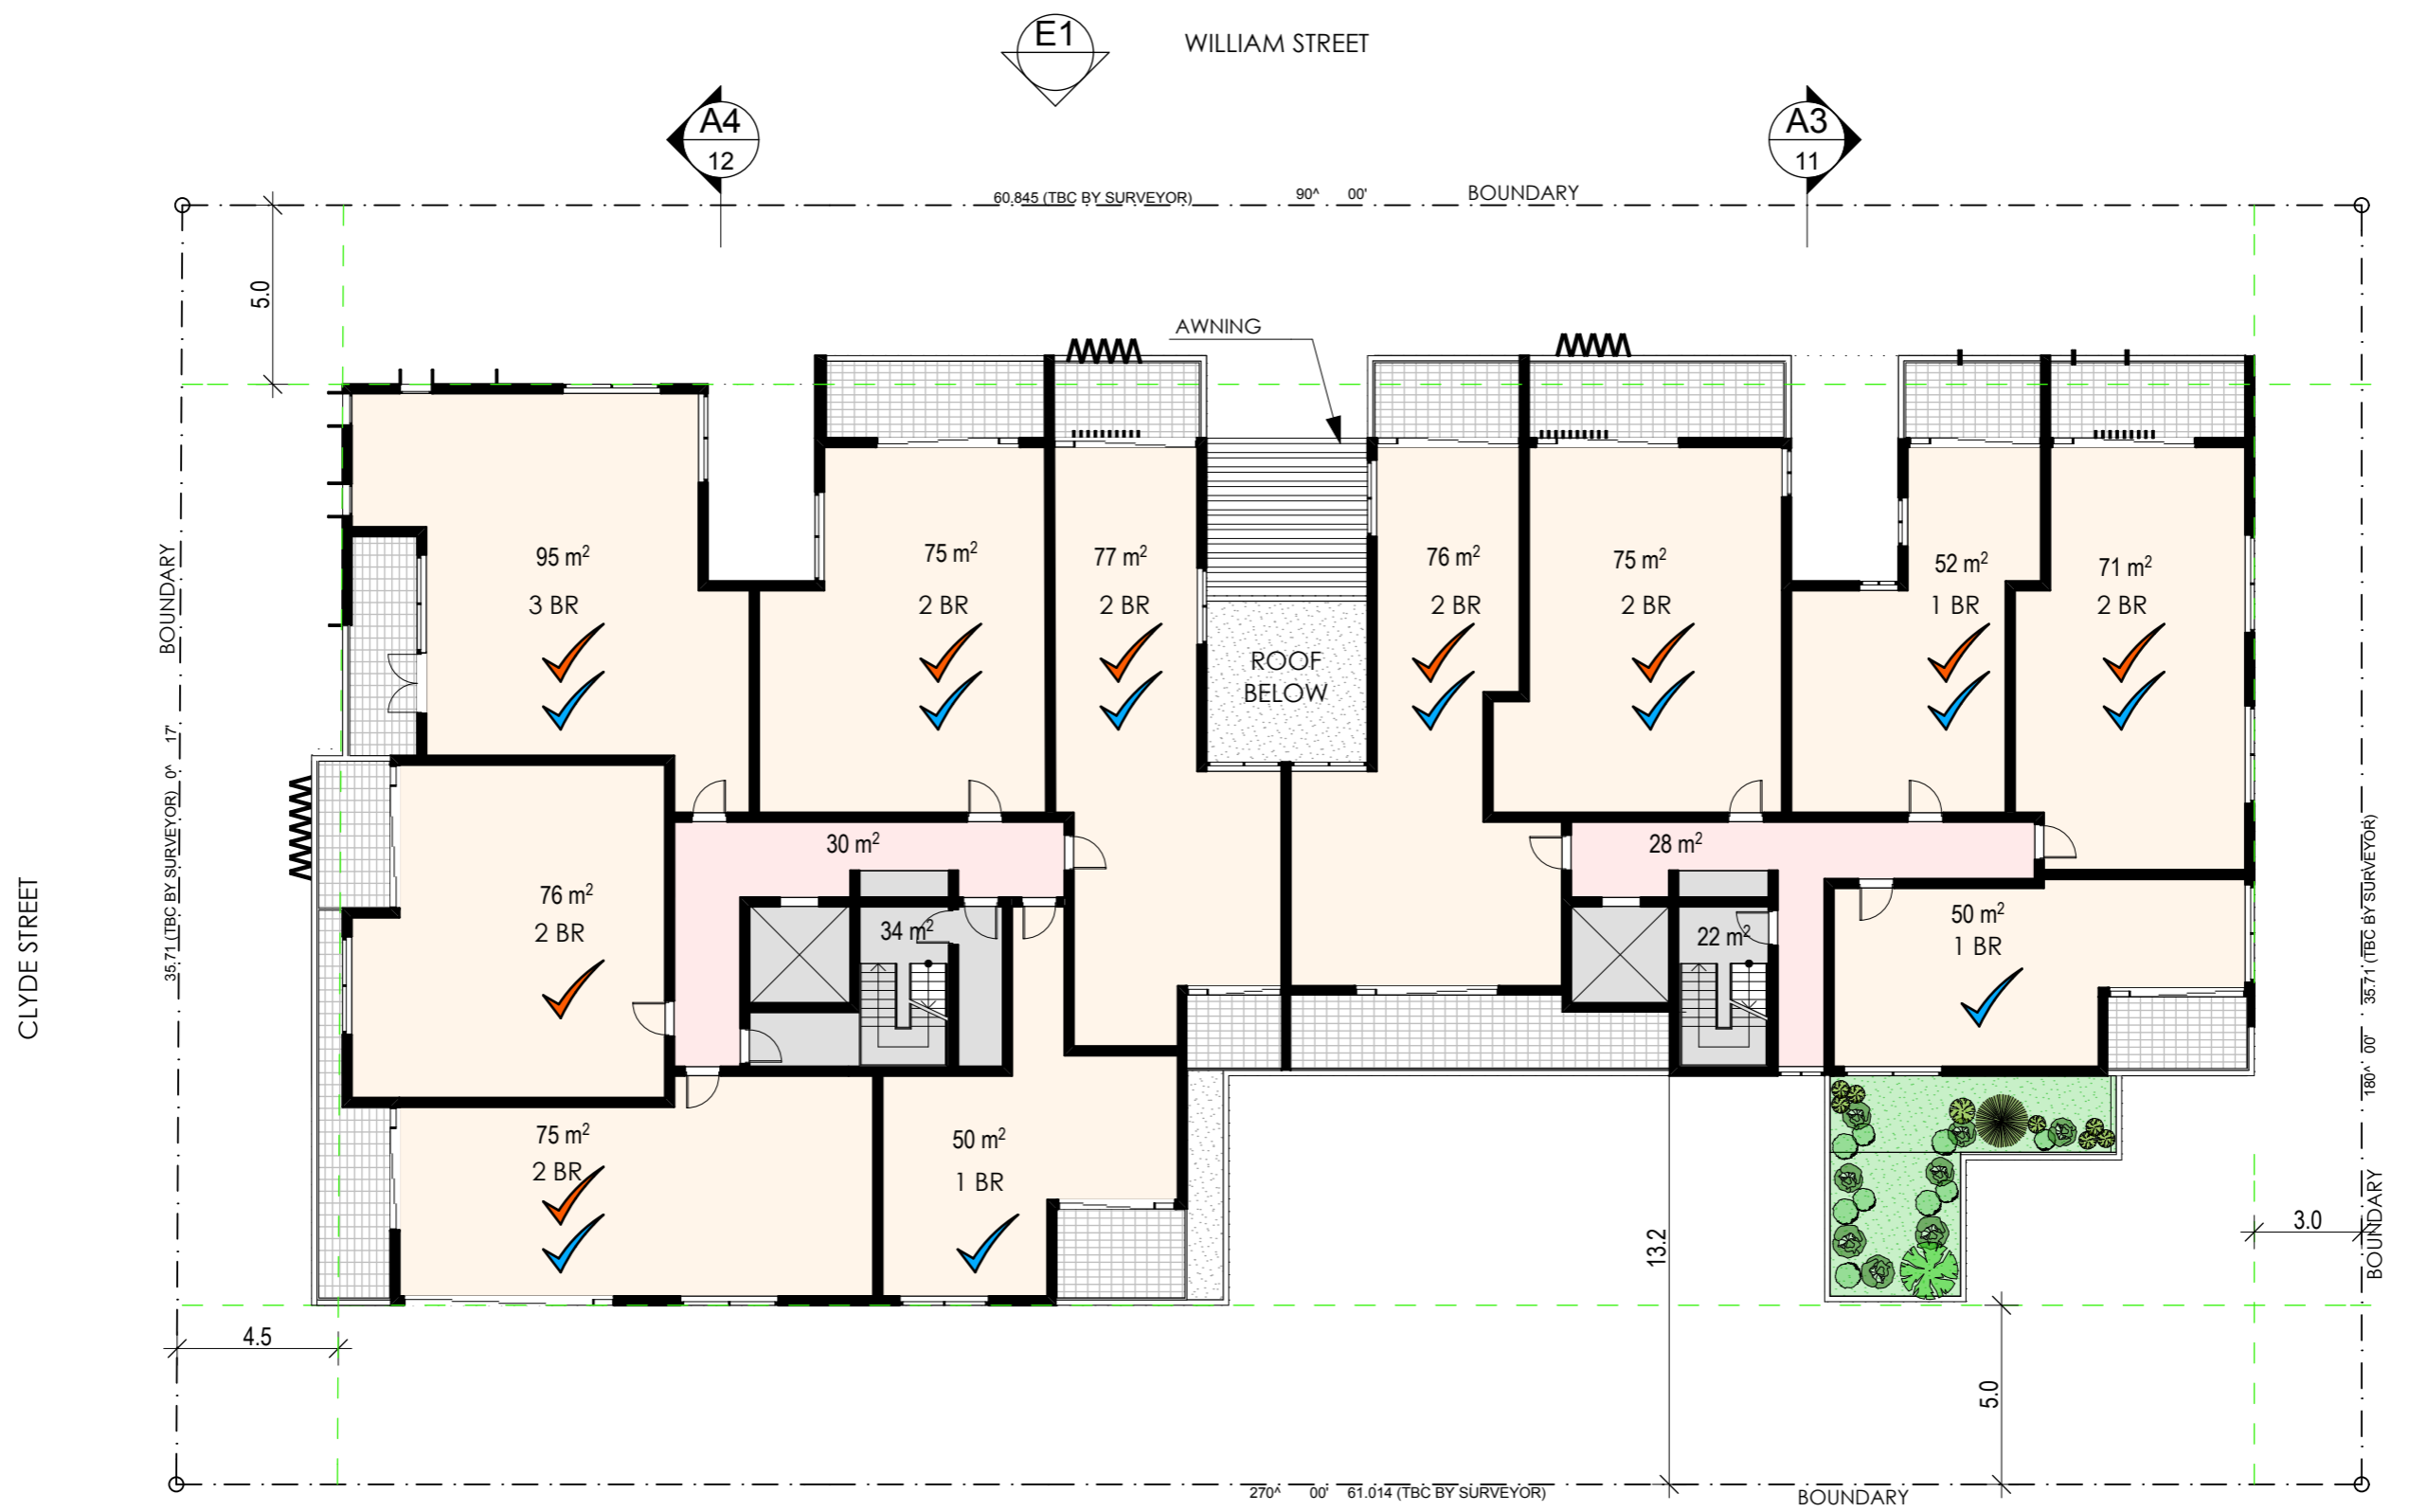 E1
WILLIAM STREET
A4
12
A3
11
60.845 (TBC BY SURVEYOR)
90^ 00'
BOUNDARY
5.0
AWNING
BOUNDARY
95 m²
3 BR
75 m²
2 BR
77 m²
2 BR
76 m²
2 BR
75 m²
2 BR
52 m²
1 BR
71 m²
2 BR
ROOF
BELOW
35.71 (TBC BY SURVEYOR) 0^ 17"
CLYDE STREET
30 m²
28 m²
76 m²
2 BR
34 m²
22 m²
50 m²
1 BR
180^ 00' 35.71 (TBC BY SURVEYOR)
75 m²
2 BR
50 m²
1 BR
13.2
3.0
BOUNDARY
4.5
5.0
270^ 00' 61.014 (TBC BY SURVEYOR)
BOUNDARY